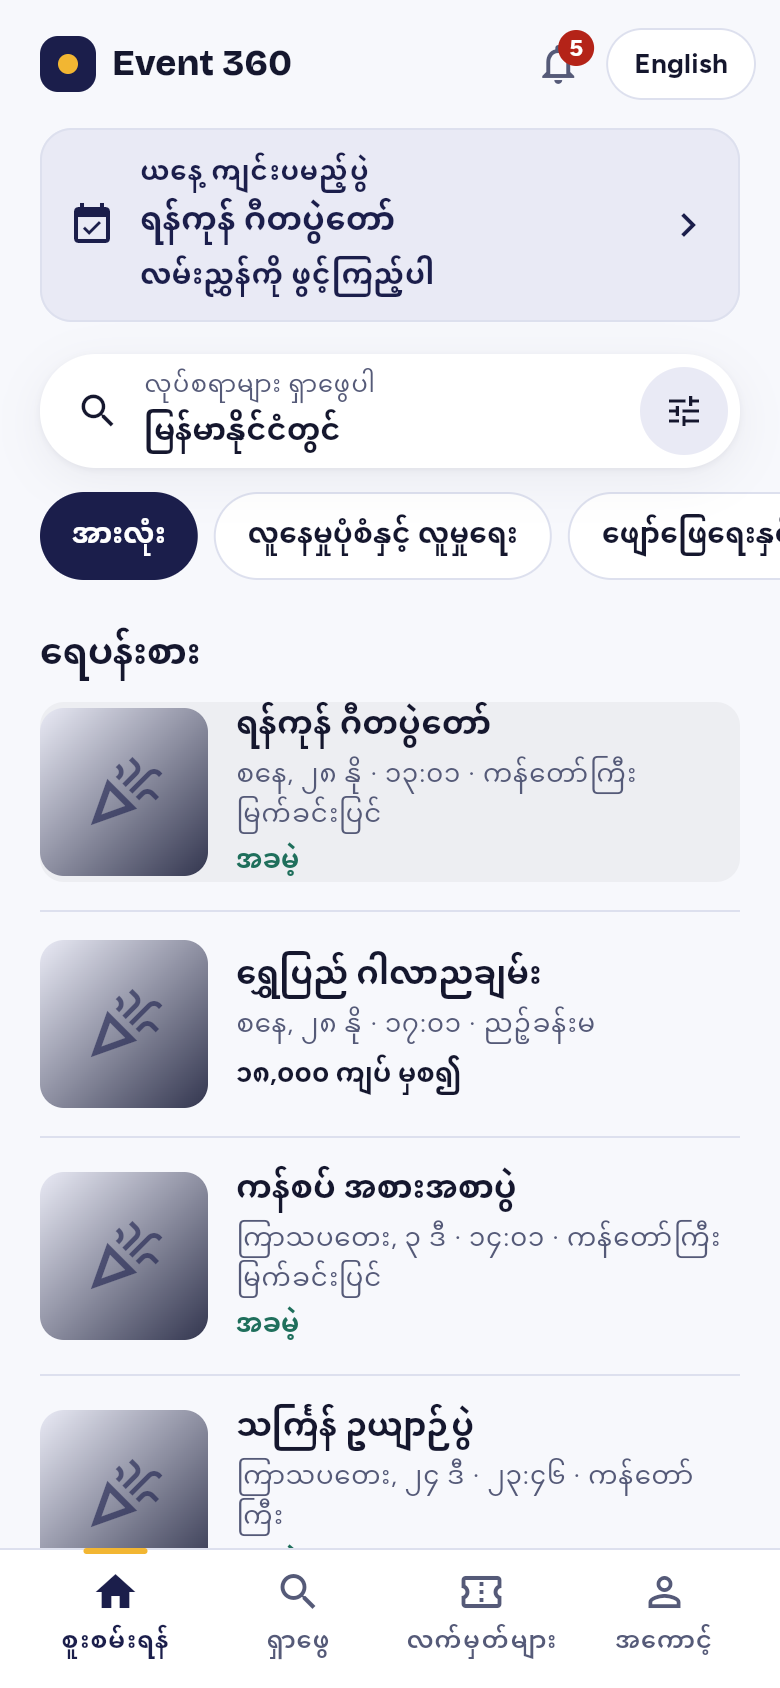 Event 360
5
English
ယနေ့ ကျင်းပမည့်ပွဲ
ရန်ကုန် ဂီတပွဲတော်
လမ်းညွှန်ကို ဖွင့်ကြည့်ပါ
လုပ်စရာများ ရှာဖွေပါ
မြန်မာနိုင်ငံတွင်
အားလုံး
လူနေမှုပုံစံနှင့် လူမှုရေး
ဖျော်ဖြေရေးနှင့်
ရေပန်းစား
ရန်ကုန် ဂီတပွဲတော်
စနေ, ၂၈ နို · ၁၃:၀၁ · ကန်တော်ကြီး
မြက်ခင်းပြင်
အခမဲ့
ရွှေပြည် ဂါလာညချမ်း
စနေ, ၂၈ နို · ၁၇:၀၁ · ညဉ့်ခန်းမ
၁၈,၀၀၀ ကျပ် မှစ၍
ကန်စပ် အစားအစာပွဲ
ကြာသပတေး, ၃ ဒီ · ၁၄:၀၁ · ကန်တော်ကြီး
မြက်ခင်းပြင်
အခမဲ့
သင်္ကြန် ဥယျာဉ်ပွဲ
ကြာသပတေး, ၂၄ ဒီ · ၂၃:၄၆ · ကန်တော်
ကြီး
စူးစမ်းရန်
ရှာဖွေ
လက်မှတ်များ
အကောင့်